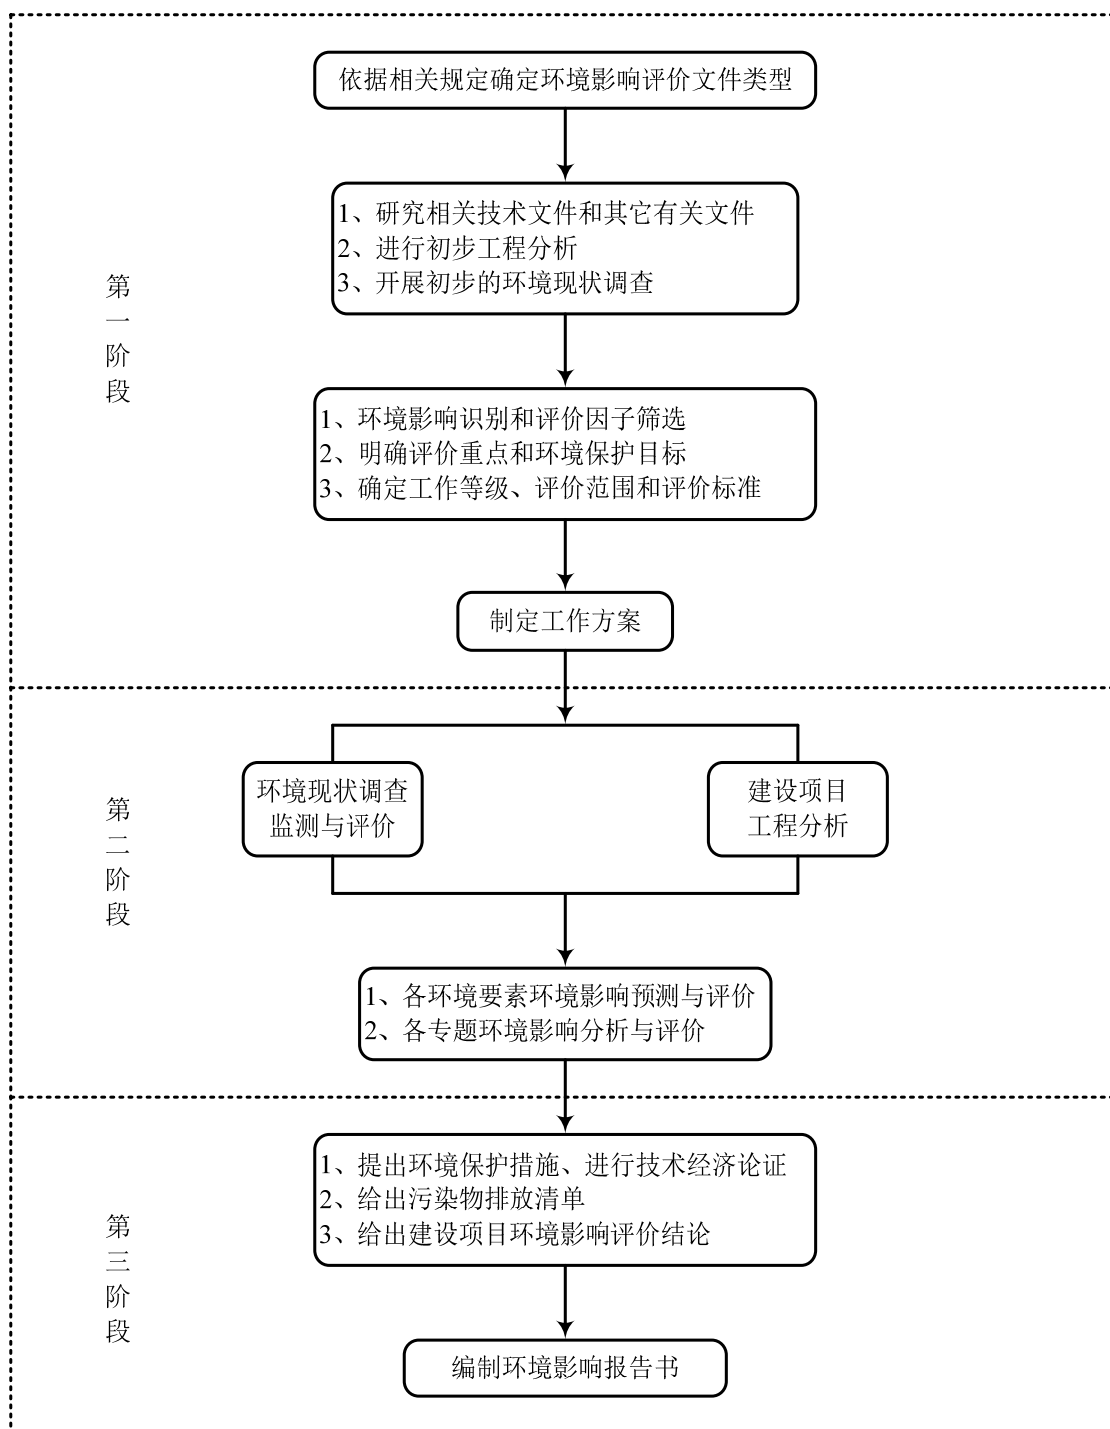 依据相关规定确定环境影响评价文件类型
1、研究相关技术文件和其它有关文件
2、进行初步工程分析
3、开展初步的环境现状调查
第一阶段
1、环境影响识别和评价因子筛选
2、明确评价重点和环境保护目标
3、确定工作等级、评价范围和评价标准
制定工作方案
第二阶段
环境现状调查
监测与评价
建设项目
工程分析
1、各环境要素环境影响预测与评价
2、各专题环境影响分析与评价
第三阶段
1、提出环境保护措施、进行技术经济论证
2、给出污染物排放清单
3、给出建设项目环境影响评价结论
编制环境影响报告书